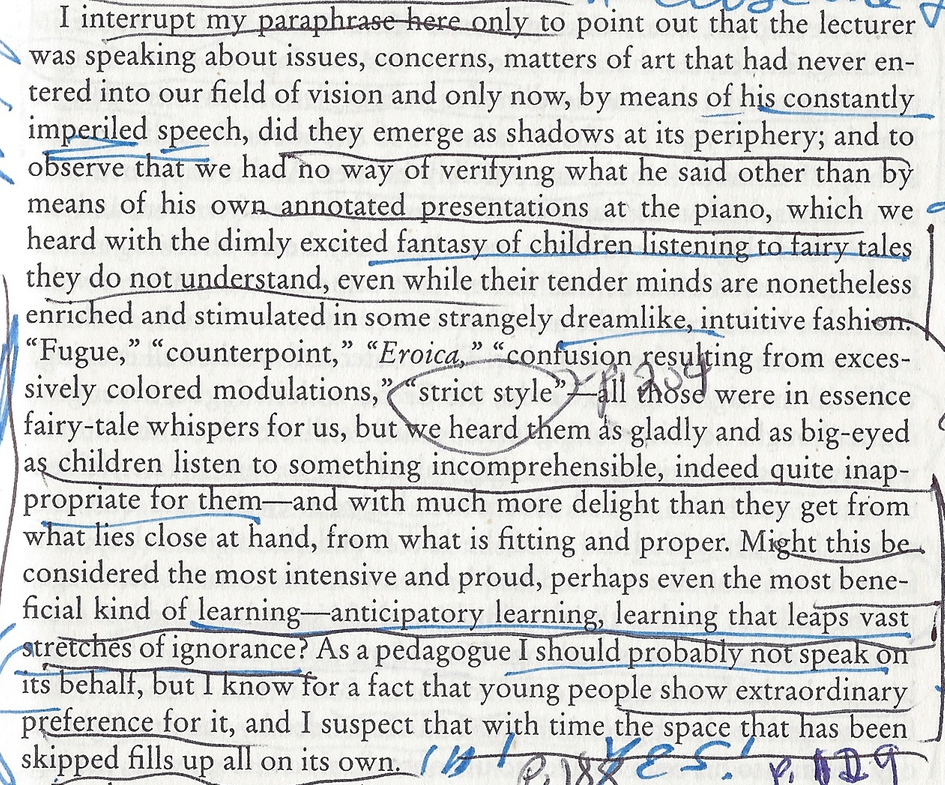 I interrupt my paraphrase here only to point out that the lecturer
was speaking about issues, concerns, matters of art that had never en-
tered into our field of vision and only now, by means of his constantly
imperiled speech, did they emerge as shadows at its periphery; and to
observe that we had no way of verifying what he said other than by
means of his own annotated presentations at the piano, which we
heard with the dimly excited fantasy of children listening to fairy tales
they do not understand, even while their tender minds are nonetheless
enriched and stimulated in some strangely dreamlike, intuitive fashion.
“Fugue,” “counterpoint,” “Eroica,” “confusion resulting from exces-
sively colored modulations,” “strict style”—all those were in essence
p. 204
fairy-tale whispers for us, but we heard them as gladly and as big-eyed
as children listen to something incomprehensible, indeed quite inap-
propriate for them—and with much more delight than they get from
what lies close at hand, from what is fitting and proper. Might this be
considered the most intensive and proud, perhaps even the most bene-
ficial kind of learning—anticipatory learning, learning that leaps vast
stretches of ignorance? As a pedagogue I should probably not speak on
its behalf, but I know for a fact that young people show extraordinary
preference for it, and I suspect that with time the space that has been
skipped fills up all on its own. p. 188 YES! p. 129